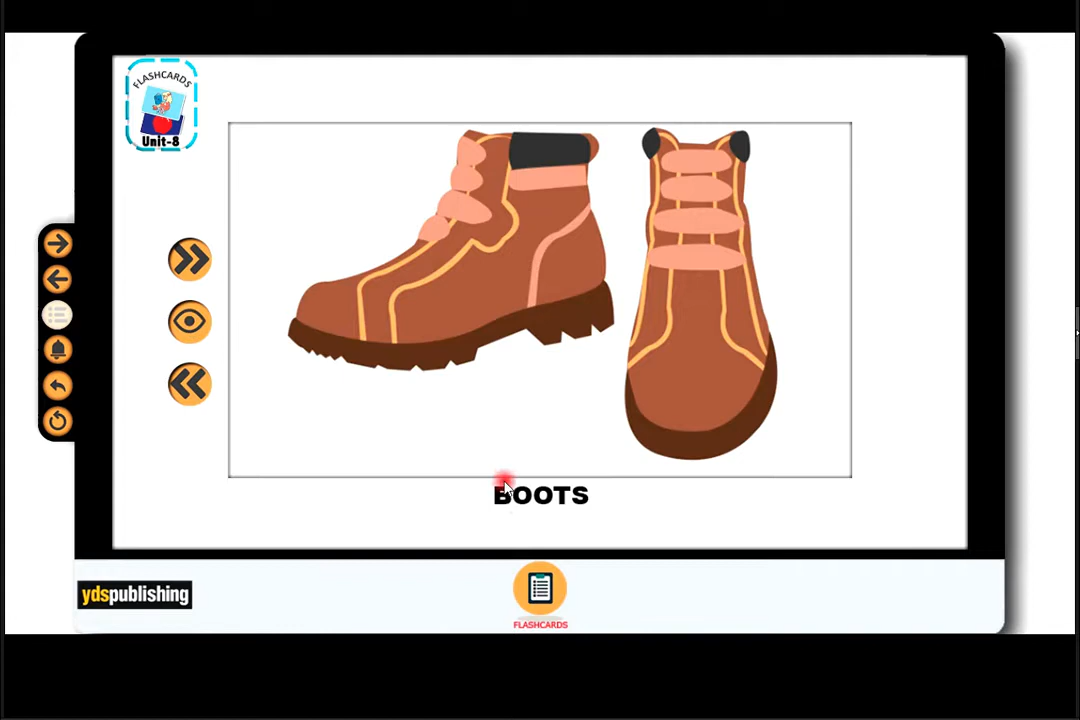 FLASHCARDS
Unit-8
BOOTS
ydspublishing
FLASHCARDS